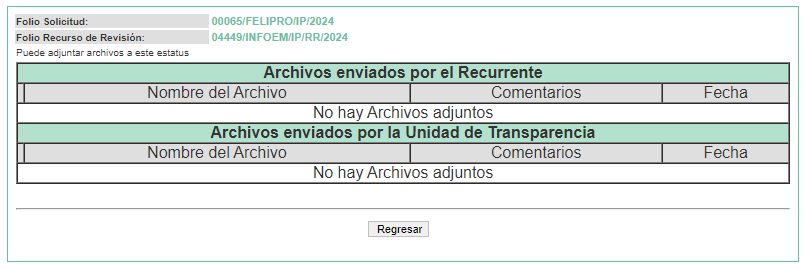 Folio Solicitud: 00065/FELIPRO/IP/2024
Folio Recurso de Revisión: 04449/INFOEM/IP/RR/2024
Puede adjuntar archivos a este estatus
Archivos enviados por el Recurrente
Nombre del Archivo Comentarios Fecha
No hay Archivos adjuntos
Archivos enviados por la Unidad de Transparencia
Nombre del Archivo Comentarios Fecha
No hay Archivos adjuntos
Regresar